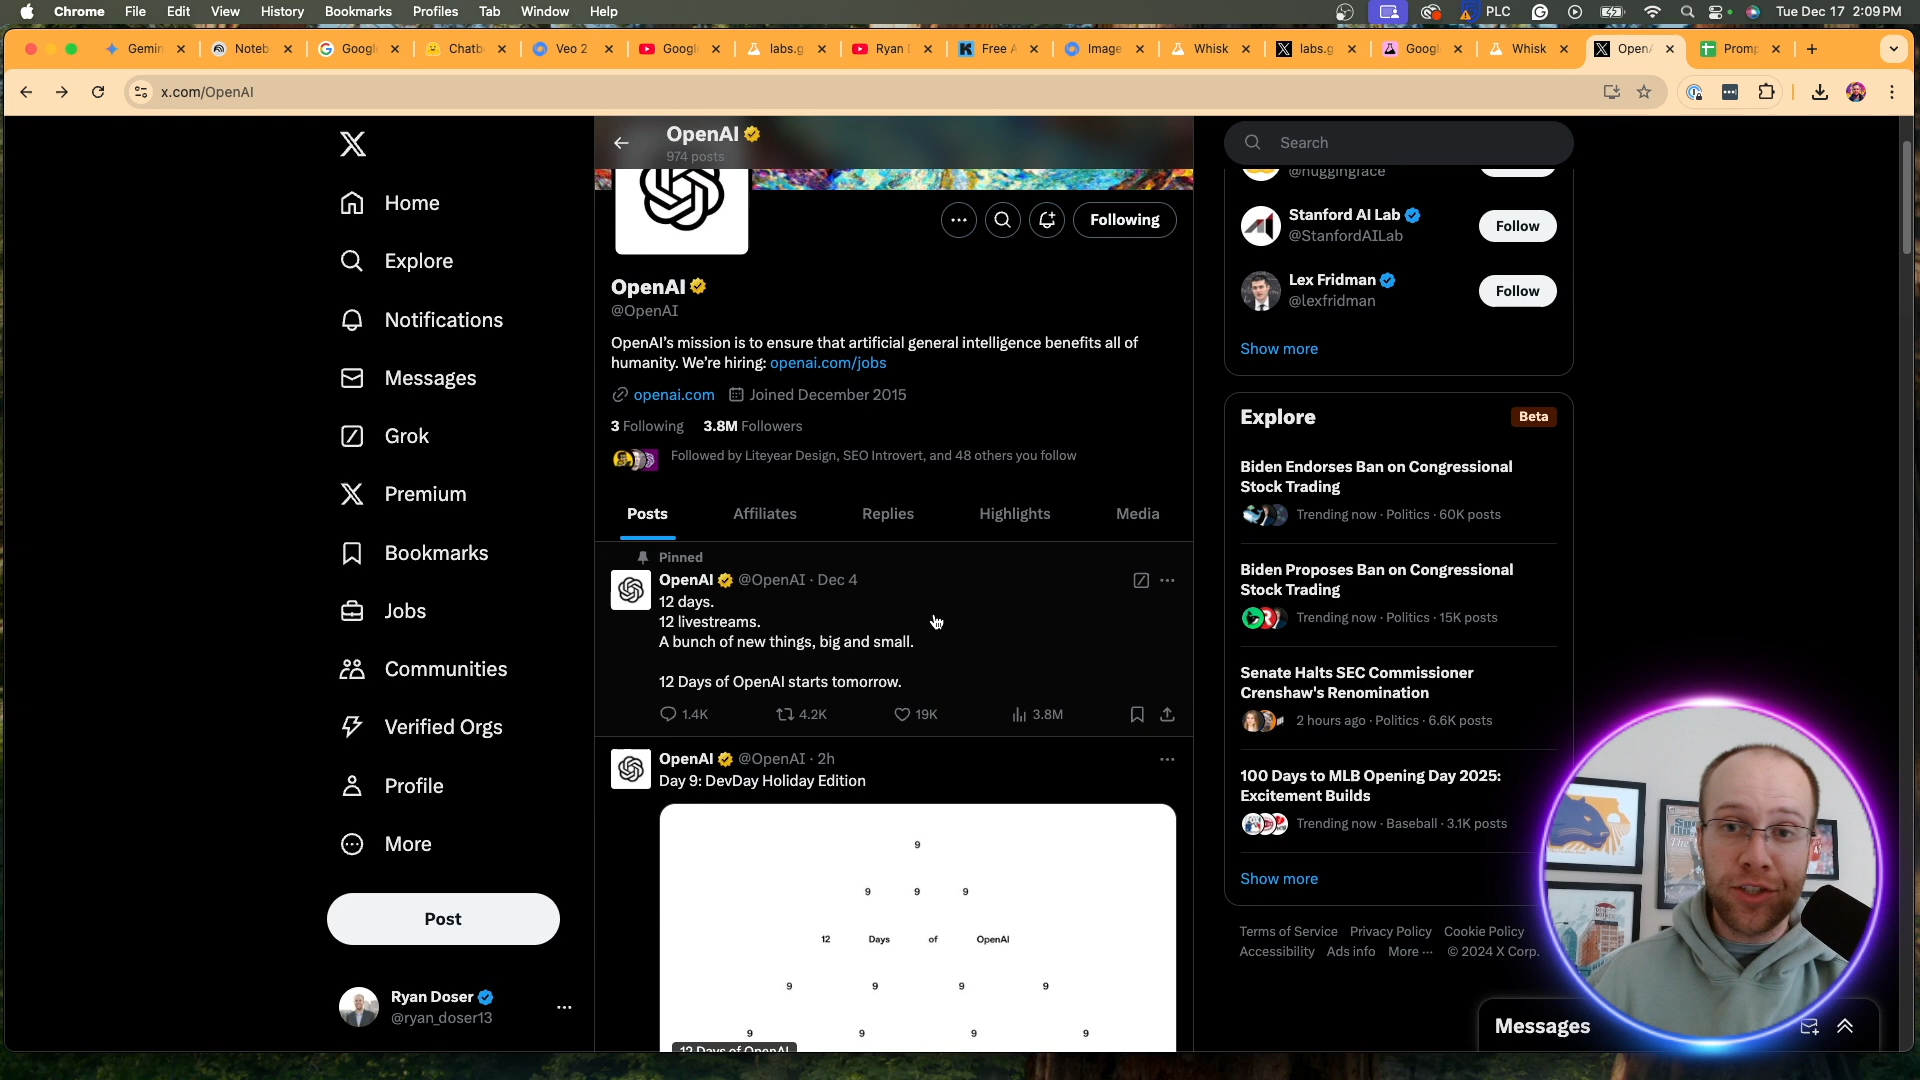 Chrome File Edit View History Bookmarks Profiles Tab Window Help
PLC Tue Dec 17 2:09 PM
Gemin Noteb Googl Chatb Veo 2 Googl labs.g Ryan Free A Image Whisk labs.g Googl Whisk OpenA Promp
x.com/OpenAI
Home
Explore
Notifications
Messages
Grok
Premium
Bookmarks
Jobs
Communities
Verified Orgs
Profile
More
Post
Ryan Doser
@ryan_doser13
OpenAI
974 posts
Following
OpenAI
@OpenAI
OpenAI's mission is to ensure that artificial general intelligence benefits all of
humanity. We're hiring: openai.com/jobs
openai.com Joined December 2015
3 Following 3.8M Followers
Followed by Liteyear Design, SEO Introvert, and 48 others you follow
Posts Affiliates Replies Highlights Media
Pinned
OpenAI @OpenAI · Dec 4
12 days.
12 livestreams.
A bunch of new things, big and small.
12 Days of OpenAI starts tomorrow.
1.4K 4.2K 19K 3.8M
OpenAI @OpenAI · 2h
Day 9: DevDay Holiday Edition
9
9 9 9
12 Days of OpenAI
9 9 9 9
9 9 9 9
12 Days of OpenAI
Search
@huggingface
Stanford AI Lab
@StanfordAILab
Follow
Lex Fridman
@lexfridman
Follow
Show more
Explore Beta
Biden Endorses Ban on Congressional
Stock Trading
Trending now · Politics · 60K posts
Biden Proposes Ban on Congressional
Stock Trading
Trending now · Politics · 15K posts
Senate Halts SEC Commissioner
Crenshaw's Renomination
2 hours ago · Politics · 6.6K posts
100 Days to MLB Opening Day 2025:
Excitement Builds
Trending now · Baseball · 3.1K posts
Show more
Terms of Service Privacy Policy Cookie Policy
Accessibility Ads info More ··· © 2024 X Corp.
Messages